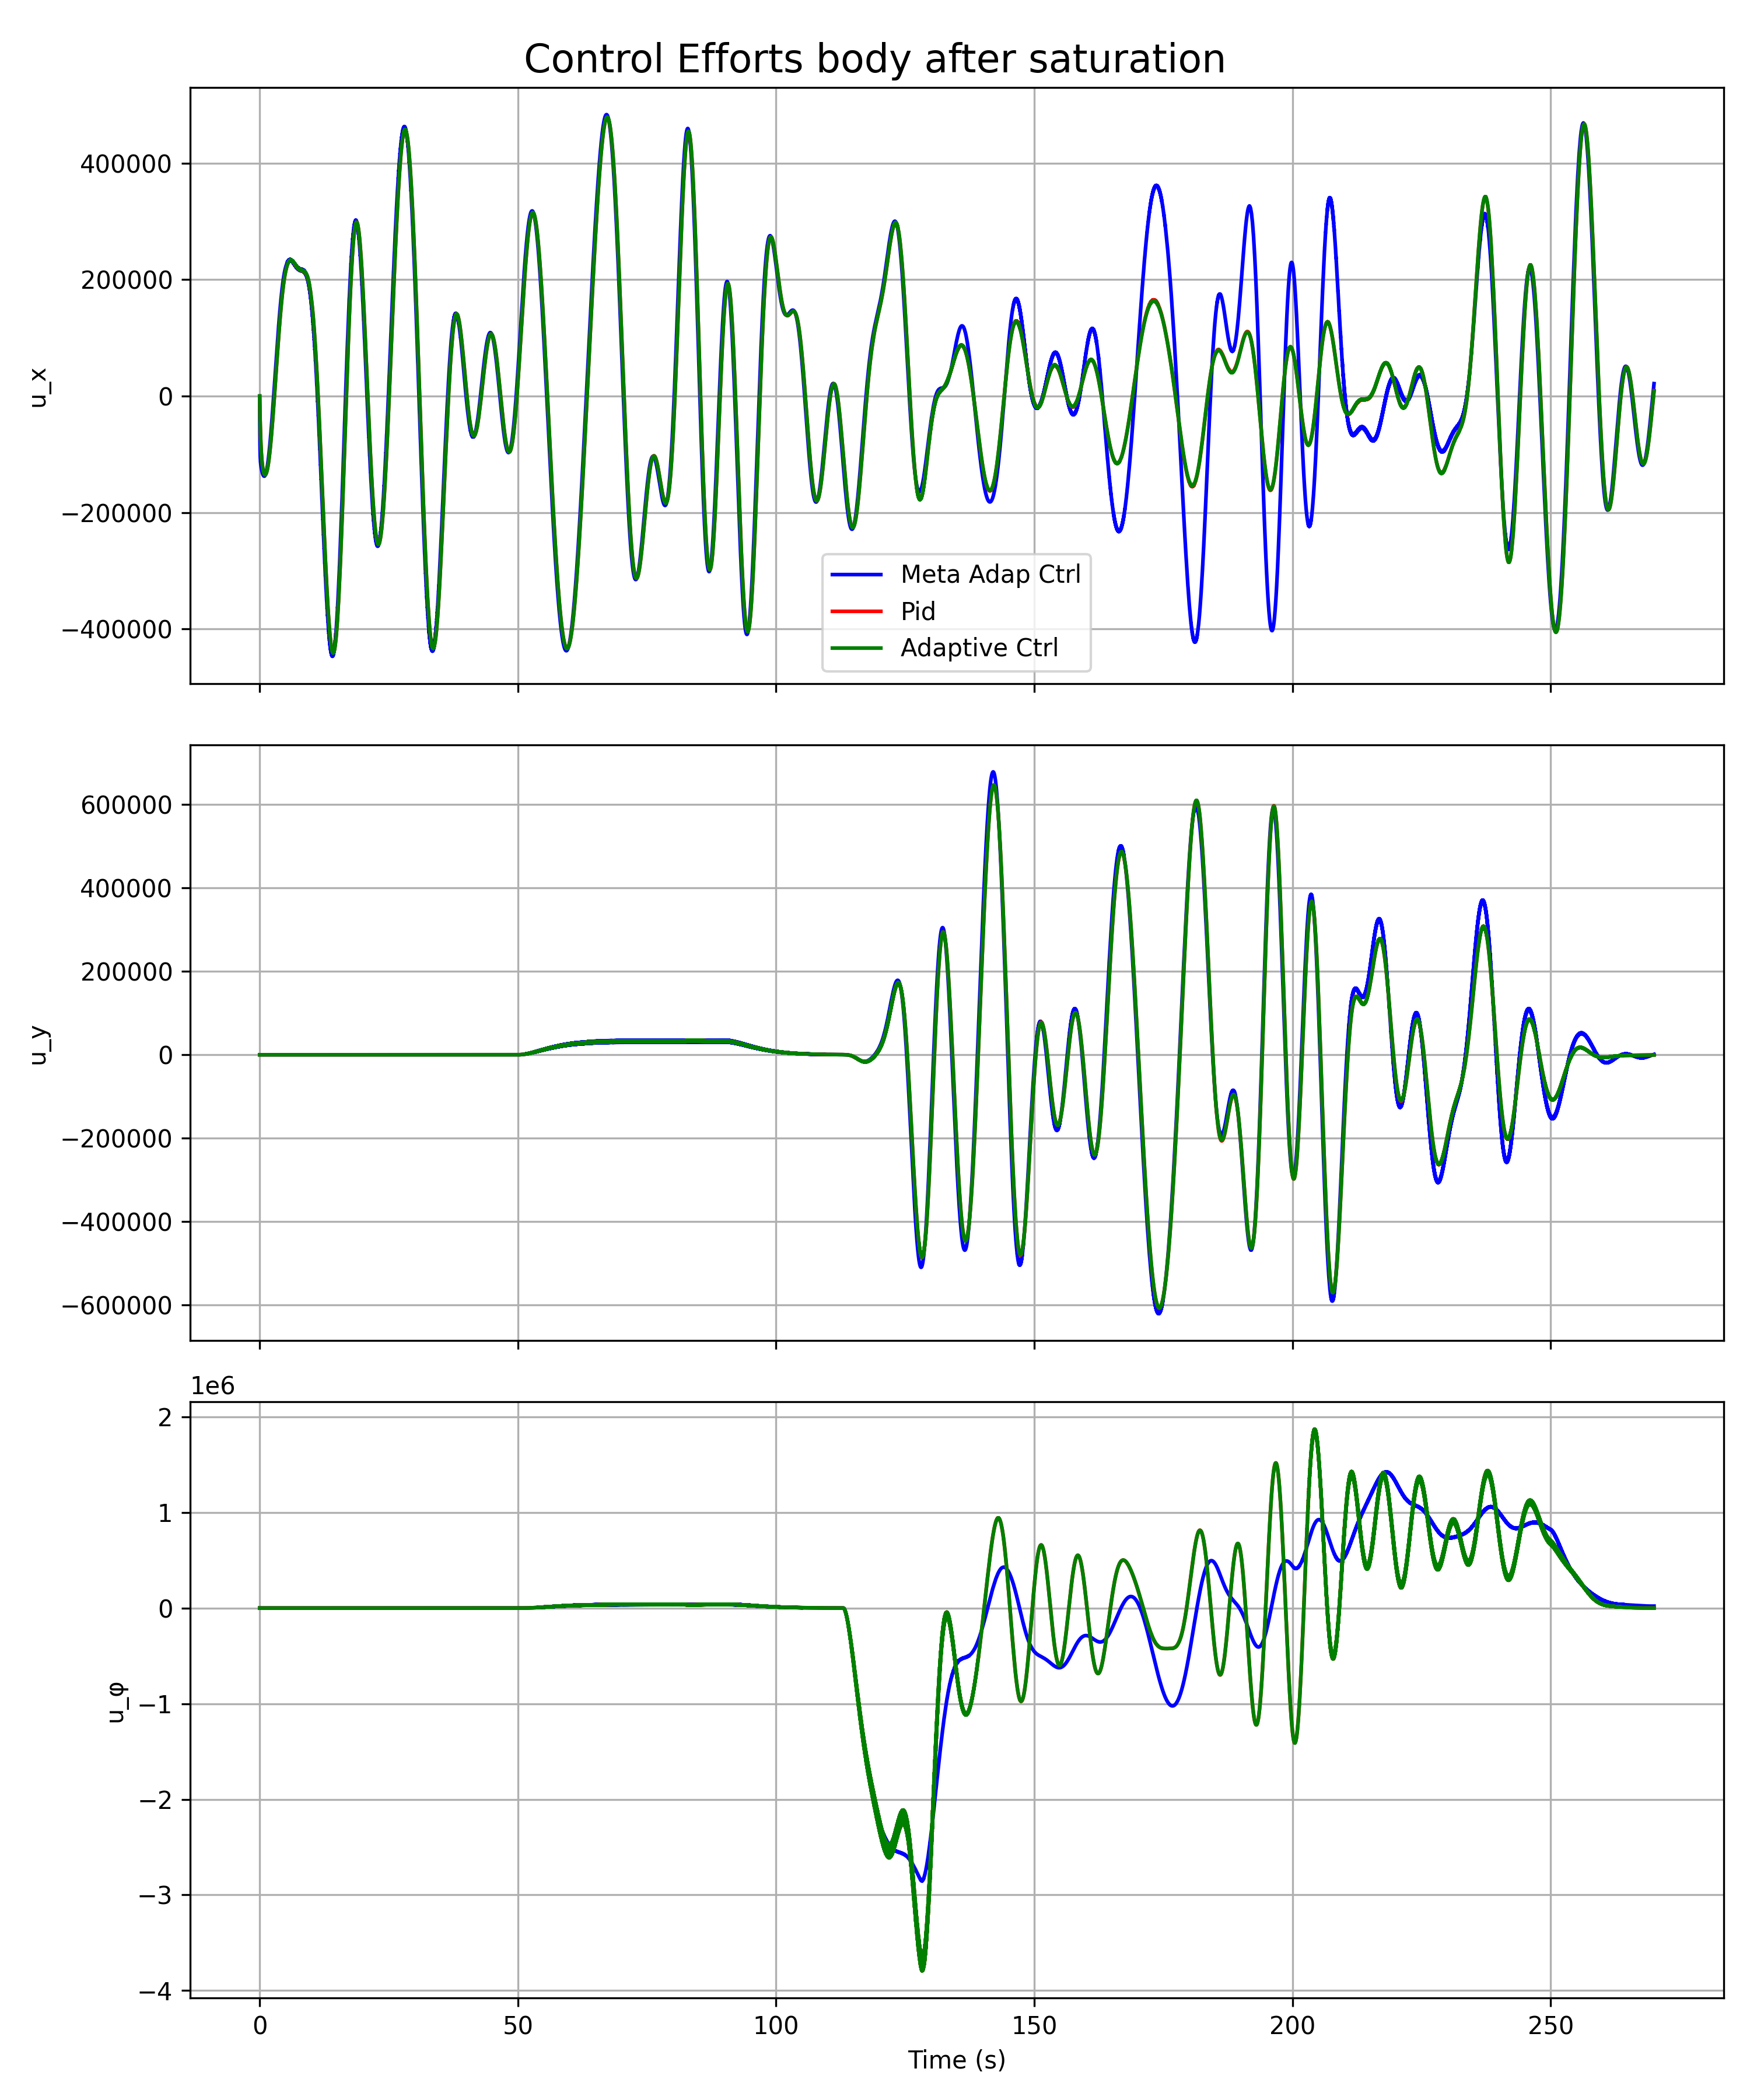 Control Efforts body after saturation
400000
200000
0
−200000
−400000
u_x
Meta Adap Ctrl
Pid
Adaptive Ctrl
600000
400000
200000
0
−200000
−400000
−600000
u_y
1e6
2
1
0
−1
−2
−3
−4
u_φ
0 50 100 150 200 250
Time (s)